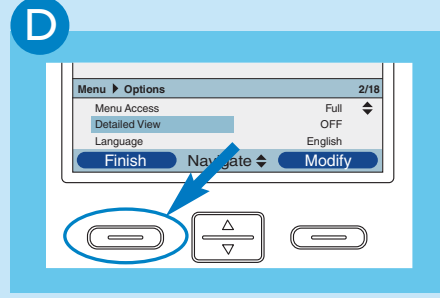 D
Menu Options 2/18
Menu Access Full
Detailed View OFF
Language English
Finish Navigate Modify